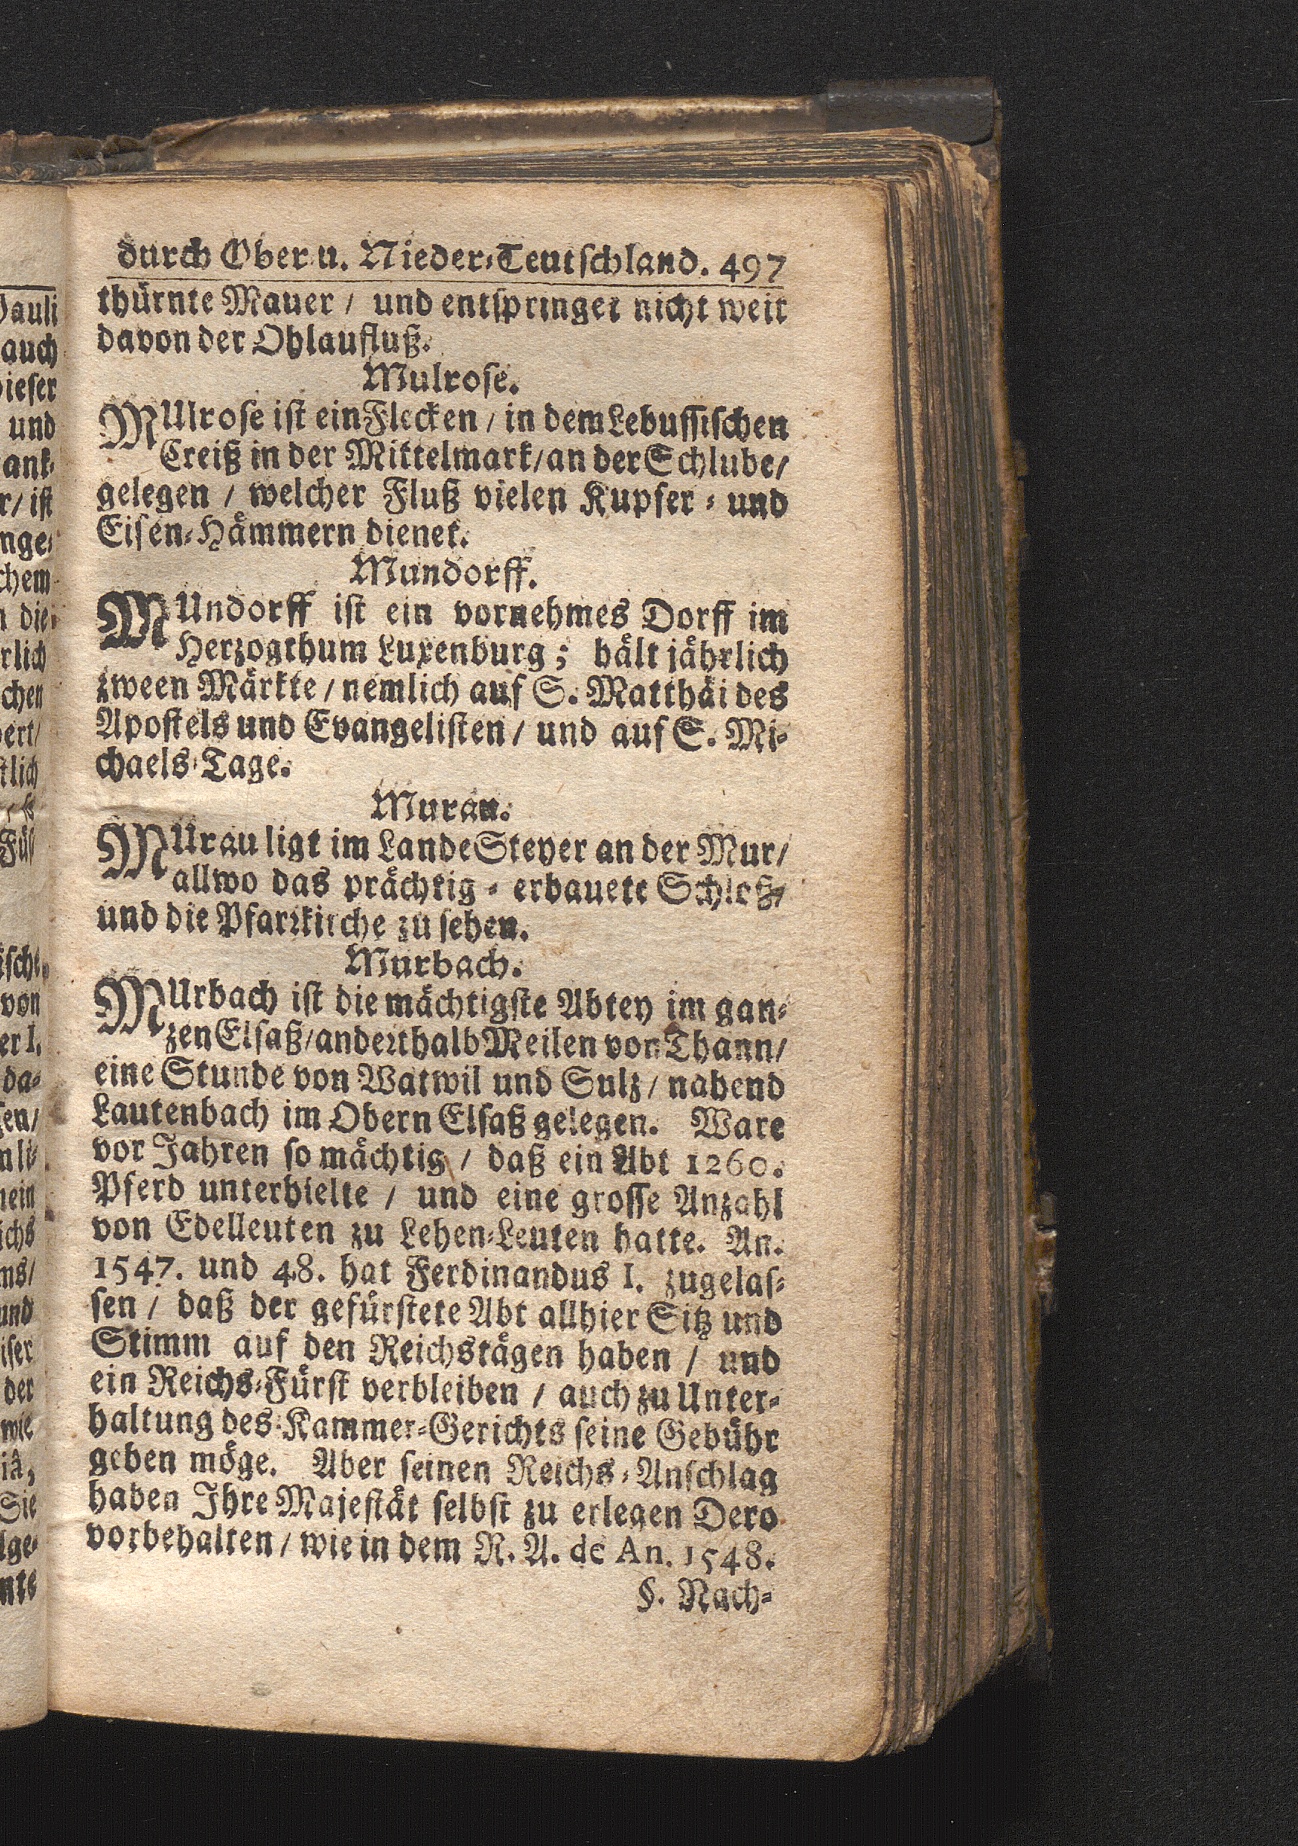 durch Ober u. Nieder-Teutschland. 497
thürnte Mauer / und entspringet nicht weit
davon der Ohlaufluß.
Mulrose.
MUlrose ist ein Flecken / in dem Lebussischen
Creiß in der Mittelmark/ an der Schlube/
gelegen / welcher Fluß vielen Kupfer - und
Eisen-Hämmern dienet.
Mundorff.
MUndorff ist ein vornehmes Dorff im
Herzogthum Luxenburg; hält jährlich
zween Märkte / nemlich auf S. Matthäi des
Apostels und Evangelisten / und auf S. Mi-
chaels-Tage.
Murau.
MUrau ligt im Lande Steyer an der Mur/
allwo das prächtig - erbauete Schloß/
und die Pfarrkirche zu sehen.
Murbach.
MUrbach ist die mächtigste Abtey im gan-
zen Elsaß/ anderthalb Meilen von Thann/
eine Stunde von Watwil und Sulz / nahend
Lautenbach im Obern Elsaß gelegen. Ware
vor Jahren so mächtig / daß ein Abt 1260.
Pferd unterhielte / und eine grosse Anzahl
von Edelleuten zu Lehen-Leuten hatte. An.
1547. und 48. hat Ferdinandus I. zugelas-
sen / daß der gefürstete Abt allhier Sitz und
Stimm auf den Reichstägen haben / und
ein Reichs-Fürst verbleiben / auch zu Unter-
haltung des Kammer-Gerichts seine Gebühr
geben möge. Aber seinen Reichs-Anschlag
haben Ihre Majestät selbst zu erlegen Dero
vorbehalten / wie in dem R. A. de An. 1548.
§. Nach-